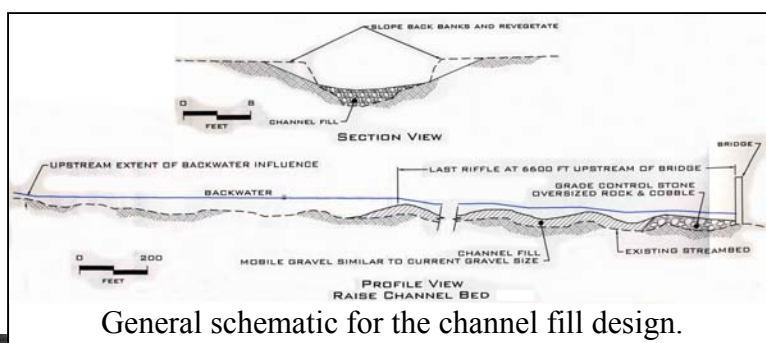 SLOPE BACK BANKS AND REVEGETATE
0 8
FEET
CHANNEL FILL
SECTION VIEW
BRIDGE
UPSTREAM EXTENT OF BACKWATER INFLUENCE
LAST RIFFLE AT 6600 FT UPSTREAM OF BRIDGE
BACKWATER
GRADE CONTROL STONE
OVERSIZED ROCK & COBBLE
0 200
FEET
CHANNEL FILL
MOBILE GRAVEL SIMILAR TO CURRENT GRAVEL SIZE
EXISTING STREAMBED
PROFILE VIEW
RAISE CHANNEL BED
General schematic for the channel fill design.